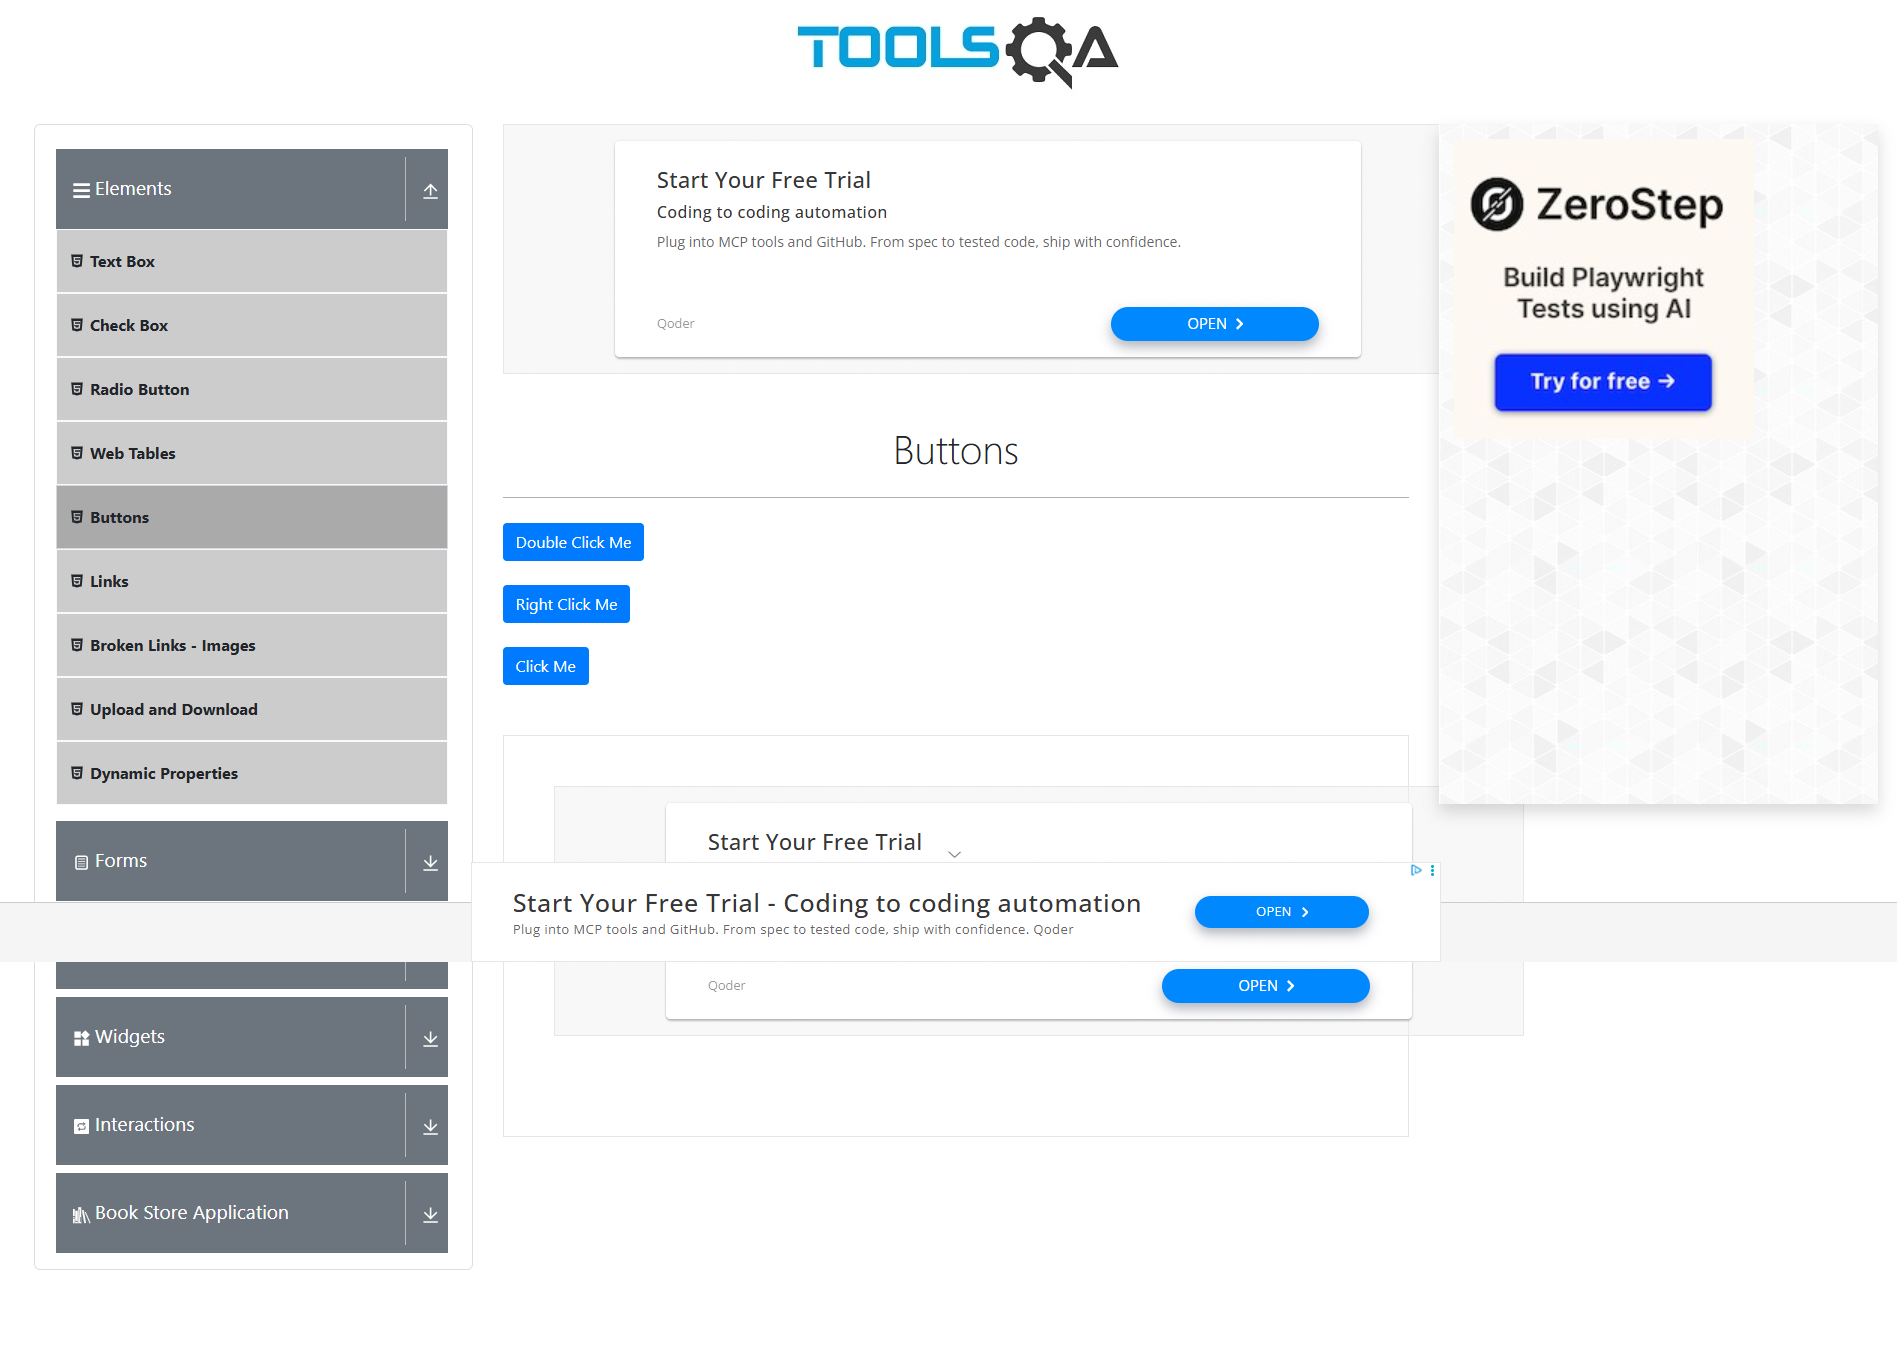 TOOLSQA
Elements
Text Box
Check Box
Radio Button
Web Tables
Buttons
Links
Broken Links - Images
Upload and Download
Dynamic Properties
Forms
Widgets
Interactions
Book Store Application
Start Your Free Trial
Coding to coding automation
Plug into MCP tools and GitHub. From spec to tested code, ship with confidence.
Qoder
OPEN
Buttons
Double Click Me
Right Click Me
Click Me
Start Your Free Trial
Start Your Free Trial - Coding to coding automation
Plug into MCP tools and GitHub. From spec to tested code, ship with confidence. Qoder
OPEN
Qoder
OPEN
ZeroStep
Build Playwright
Tests using AI
Try for free →